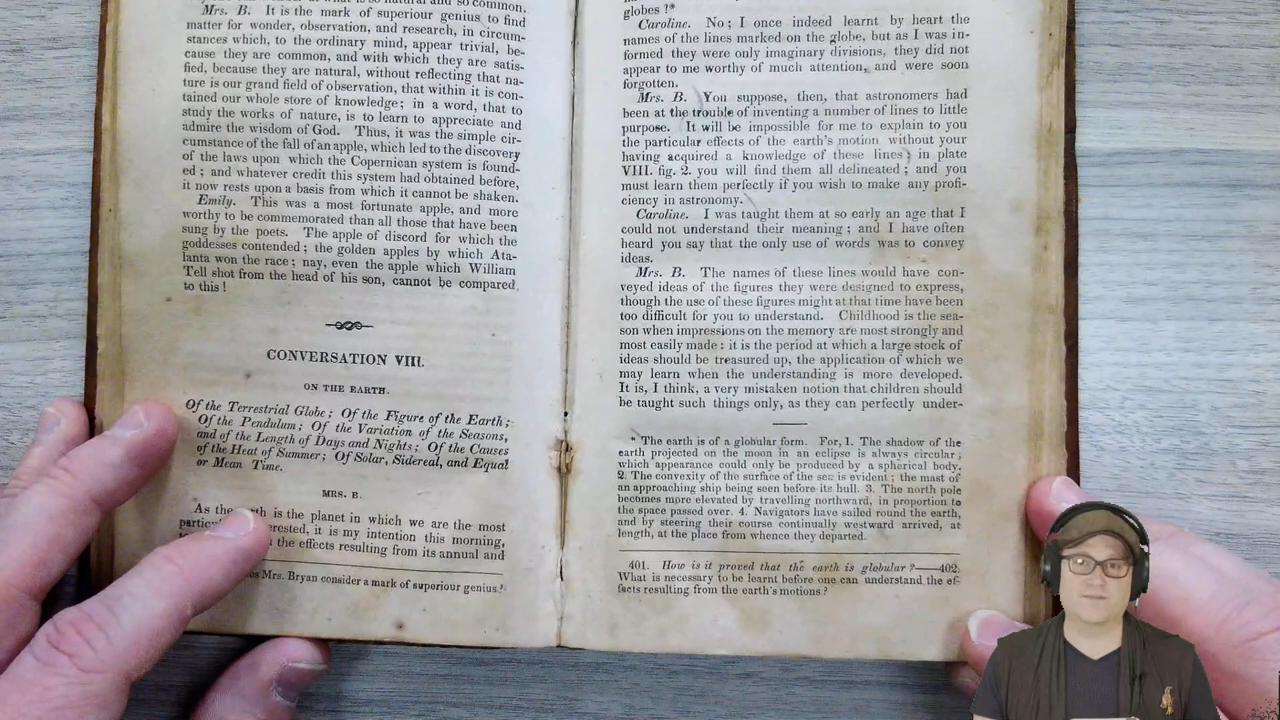 Mrs. B. It is the mark of superiour genius to find
matter for wonder, observation, and research, in circum-
stances which, to the ordinary mind, appear trivial, be-
cause they are common, and with which they are satis-
fied, because they are natural, without reflecting that na-
ture is our grand field of observation, that within it is con-
tained our whole store of knowledge; in a word, that to
study the works of nature, is to learn to appreciate and
admire the wisdom of God. Thus, it was the simple cir-
cumstance of the fall of an apple, which led to the discovery
of the laws upon which the Copernican system is found-
ed; and whatever credit this system had obtained before,
it now rests upon a basis from which it cannot be shaken.
Emily. This was a most fortunate apple, and more
worthy to be commemorated than all those that have been
sung by the poets. The apple of discord for which the
goddesses contended; the golden apples by which Ata-
lanta won the race; nay, even the apple which William
Tell shot from the head of his son, cannot be compared
to this!
CONVERSATION VIII.
ON THE EARTH.
Of the Terrestrial Globe; Of the Figure of the Earth;
Of the Pendulum; Of the Variation of the Seasons,
and of the Length of Days and Nights; Of the Causes
of the Heat of Summer; Of Solar, Sidereal, and Equal
or Mean Time.
MRS. B.
As the is the planet in which we are the most
it is my intention this morning,
the effects resulting from its annual and
Mrs. Bryan consider a mark of superiour genius?
globes?*
Caroline. No; I once indeed learnt by heart the
names of the lines marked on the globe, but as I was in-
formed they were only imaginary divisions, they did not
appear to me worthy of much attention, and were soon
forgotten.
Mrs. B. You suppose, then, that astronomers had
been at the trouble of inventing a number of lines to little
purpose. It will be impossible for me to explain to you
the particular effects of the earth's motion without your
having acquired a knowledge of these lines; in plate
VIII. fig. 2. you will find them all delineated; and you
must learn them perfectly if you wish to make any profi-
ciency in astronomy.
Caroline. I was taught them at so early an age that I
could not understand their meaning; and I have often
heard you say that the only use of words was to convey
ideas.
Mrs. B. The names of these lines would have con-
veyed ideas of the figures they were designed to express,
though the use of these figures might at that time have been
too difficult for you to understand. Childhood is the sea-
son when impressions on the memory are most strongly and
most easily made: it is the period at which a large stock of
ideas should be treasured up, the application of which we
may learn when the understanding is more developed.
It is, I think, a very mistaken notion that children should
be taught such things only, as they can perfectly under-
* The earth is of a globular form. For, 1. The shadow of the
earth projected on the moon in an eclipse is always circular;
which appearance could only be produced by a spherical body.
2. The convexity of the surface of the sea is evident; the mast of
an approaching ship being seen before its hull. 3. The north pole
becomes more elevated by travelling northward, in proportion to
the space passed over. 4. Navigators have sailed round the earth,
and by steering their course continually westward arrived, at
length, at the place from whence they departed.
401. How is it proved that the earth is globular?—402.
What is necessary to be learnt before one can understand the ef-
fects resulting from the earth's motions?